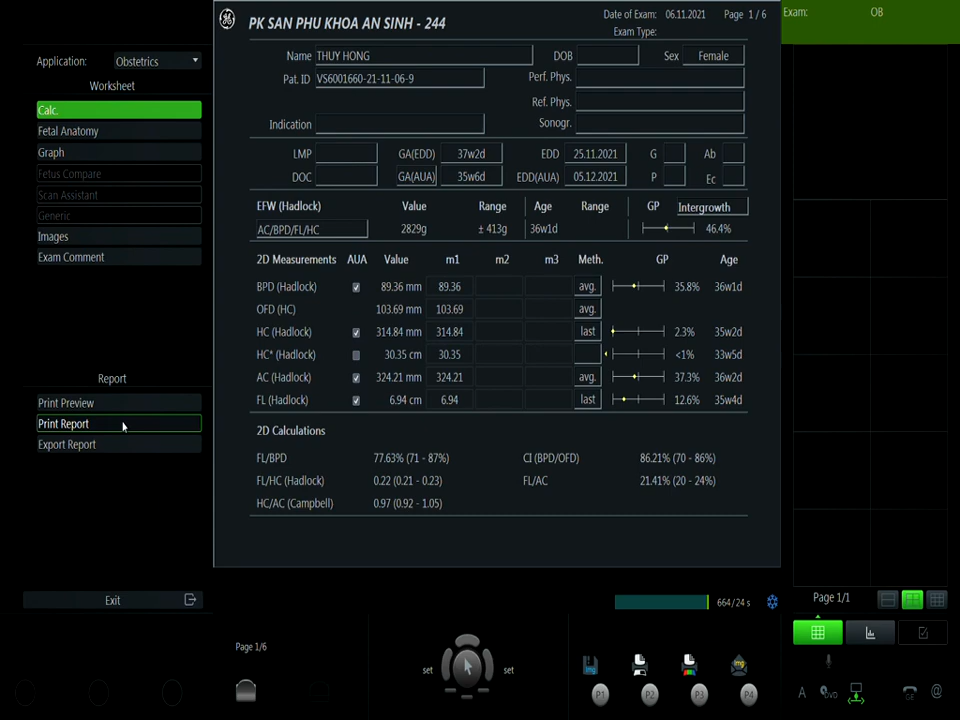 PK SAN PHU KHOA AN SINH - 244
Date of Exam: 06.11.2021 Page 1 / 6
Exam Type:
Exam: OB
Application: Obstetrics
Worksheet
Calc.
Fetal Anatomy
Graph
Fetus Compare
Scan Assistant
Generic
Images
Exam Comment
Report
Print Preview
Print Report
Export Report
Exit
Name THUY HONG DOB Sex Female
Pat. ID VS6001660-21-11-06-9 Perf. Phys.
Ref. Phys.
Indication Sonogr.
LMP GA(EDD) 37w2d EDD 25.11.2021 G Ab
DOC GA(AUA) 35w6d EDD(AUA) 05.12.2021 P Ec
EFW (Hadlock) Value Range Age Range GP Intergrowth
AC/BPD/FL/HC 2829g ± 413g 36w1d 46.4%
2D Measurements AUA Value m1 m2 m3 Meth. GP Age
BPD (Hadlock) 89.36 mm 89.36 avg. 35.8% 36w1d
OFD (HC) 103.69 mm 103.69 avg.
HC (Hadlock) 314.84 mm 314.84 last 2.3% 35w2d
HC* (Hadlock) 30.35 cm 30.35 <1% 33w5d
AC (Hadlock) 324.21 mm 324.21 avg. 37.3% 36w2d
FL (Hadlock) 6.94 cm 6.94 last 12.6% 35w4d
2D Calculations
FL/BPD 77.63% (71 - 87%) CI (BPD/OFD) 86.21% (70 - 86%)
FL/HC (Hadlock) 0.22 (0.21 - 0.23) FL/AC 21.41% (20 - 24%)
HC/AC (Campbell) 0.97 (0.92 - 1.05)
664/24 s
Page 1/1
Page 1/6
set set
P1 P2 P3 P4
A DVD @